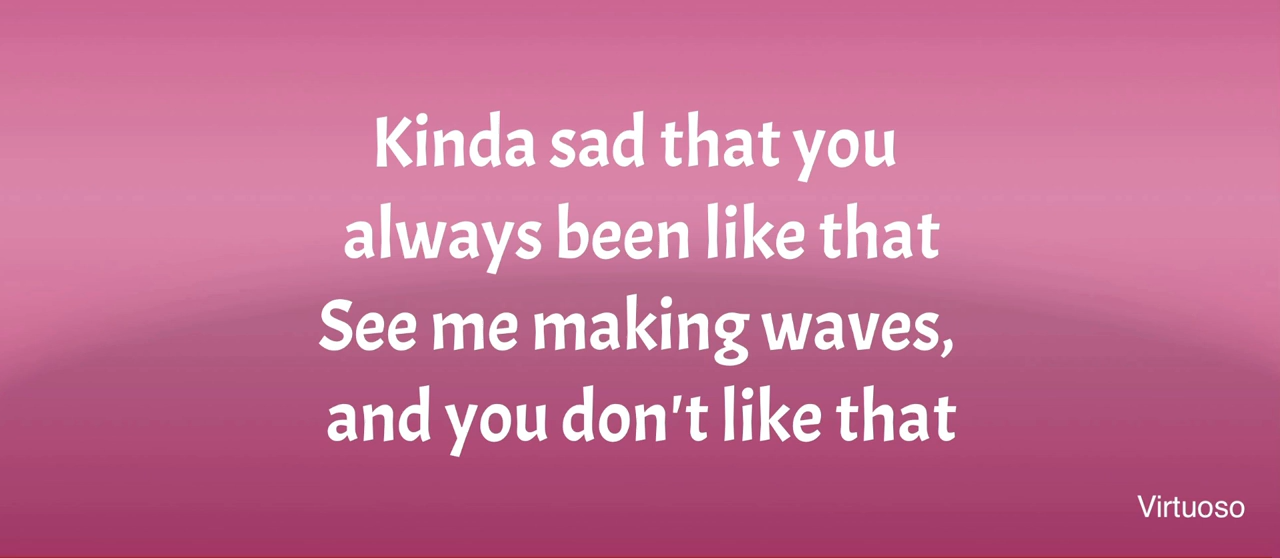 Kinda sad that you
always been like that
See me making waves,
and you don't like that
Virtuoso